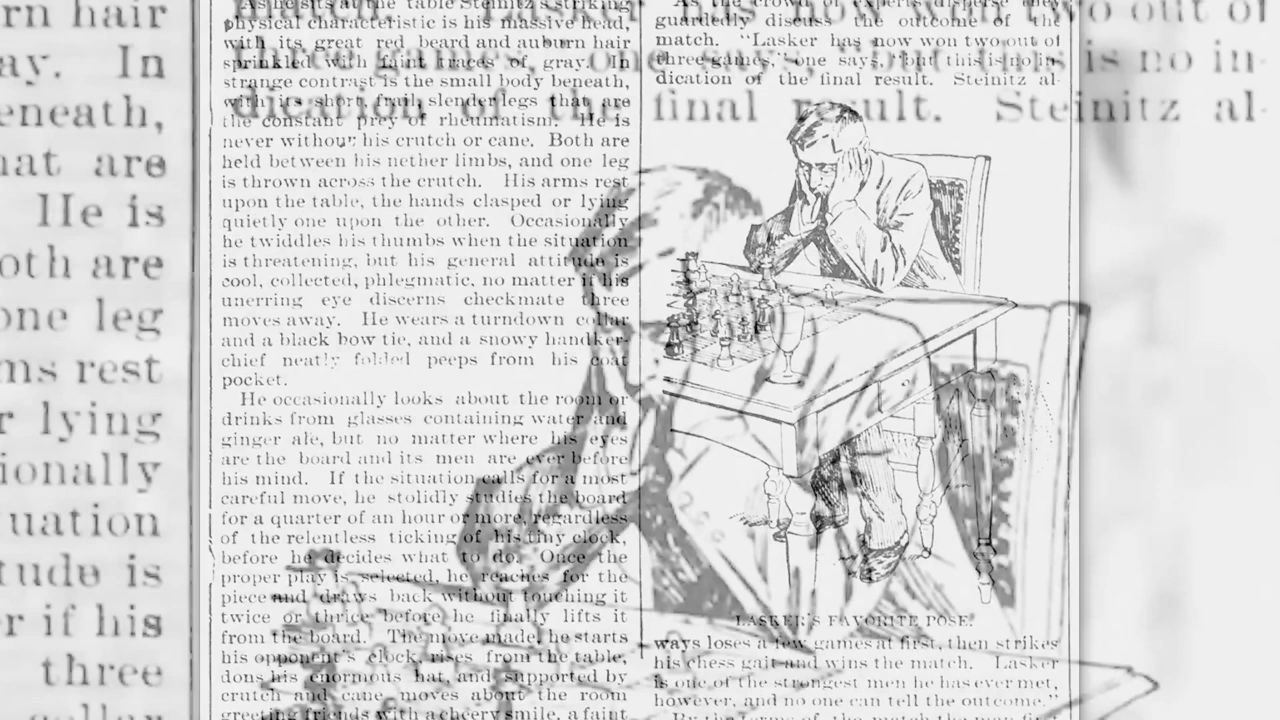 As he sits at the table Steinitz's striking
physical characteristic is his massive head,
with its great red beard and auburn hair
sprinkled with faint traces of gray. In
strange contrast is the small body beneath,
with its short, frail, slender legs that are
the constant prey of rheumatism. He is
never without his crutch or cane. Both are
held between his nether limbs, and one leg
is thrown across the crutch. His arms rest
upon the table, the hands clasped or lying
quietly one upon the other. Occasionally
he twiddles his thumbs when the situation
is threatening, but his general attitude is
cool, collected, phlegmatic, no matter if his
unerring eye discerns checkmate three
moves away. He wears a turndown collar
and a black bow tie, and a snowy handker-
chief neatly folded peeps from his coat
pocket.
He occasionally looks about the room or
drinks from glasses containing water and
ginger ale, but no matter where his eyes
are the board and its men are ever before
his mind. If the situation calls for a most
careful move, he stolidly studies the board
for a quarter of an hour or more, regardless
of the relentless ticking of his tiny clock,
before he decides what to do. Once the
proper play is selected, he reaches for the
piece and draws back without touching it
twice or thrice before he finally lifts it
from the board. The move made, he starts
his opponent's clock, rises from the table,
dons his enormous hat, and supported by
crutch and cane moves about the room
greeting friends with a cheery smile, a faint
As the crowd of experts disperse they
guardedly discuss the outcome of the
match. "Lasker has now won two out of
three games," one says, "but this is no in-
dication of the final result. Steinitz al-
LASKER'S FAVORITE POSE.
ways loses a few games at first, then strikes
his chess gait and wins the match. Lasker
is one of the strongest men he has ever met,
however, and no one can tell the outcome."
By the terms of the match the man first
rn hair
ay. In
eneath,
hat are
He is
oth are
one leg
ms rest
r lying
ionally
uation
tude is
r if his
three
collar
two out of
is no in-
final result. Steinitz al-